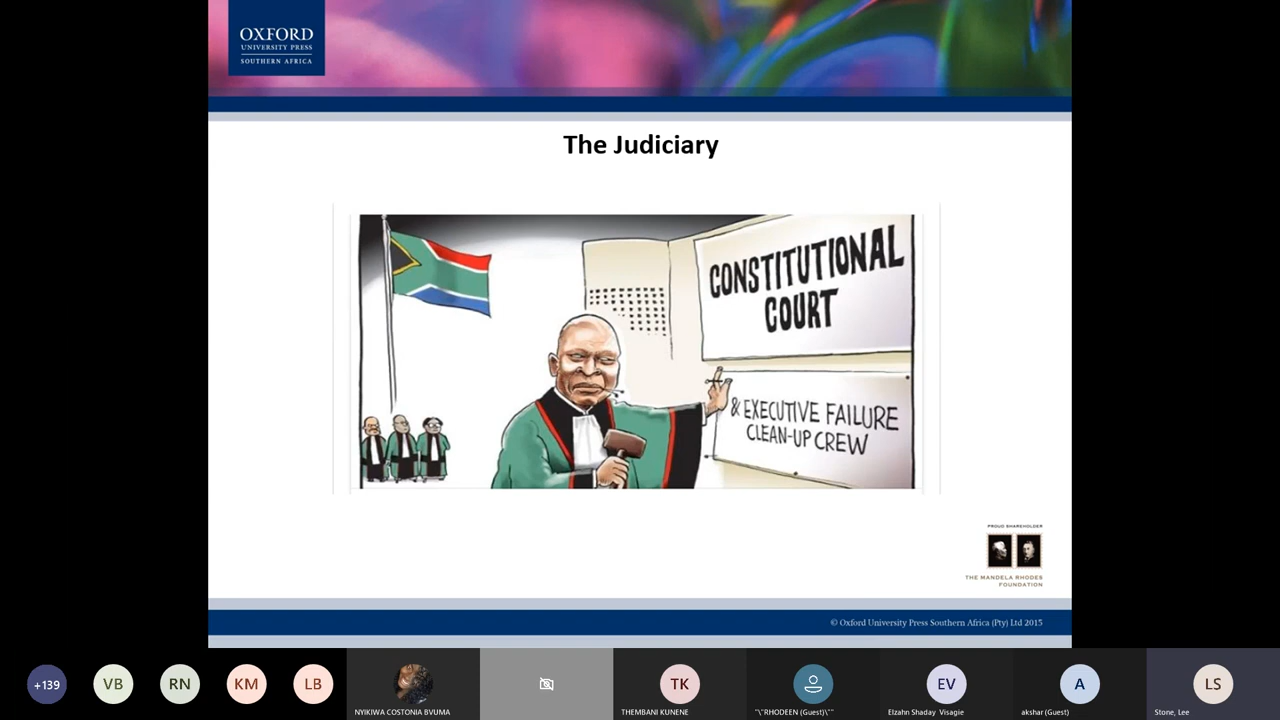 OXFORD
UNIVERSITY PRESS
SOUTHERN AFRICA
The Judiciary
CONSTITUTIONAL
COURT
& EXECUTIVE FAILURE
CLEAN-UP CREW
PROUD SHAREHOLDER
THE MANDELA RHODES
FOUNDATION
© Oxford University Press Southern Africa (Pty) Ltd 2015
+139
VB
RN
KM
LB
NYIKIWA COSTONIA BVUMA
TK
THEMBANI KUNENE
"\"RHODEEN (Guest)\""
EV
Elzahn Shaday Visagie
A
akshar (Guest)
LS
Stone, Lee